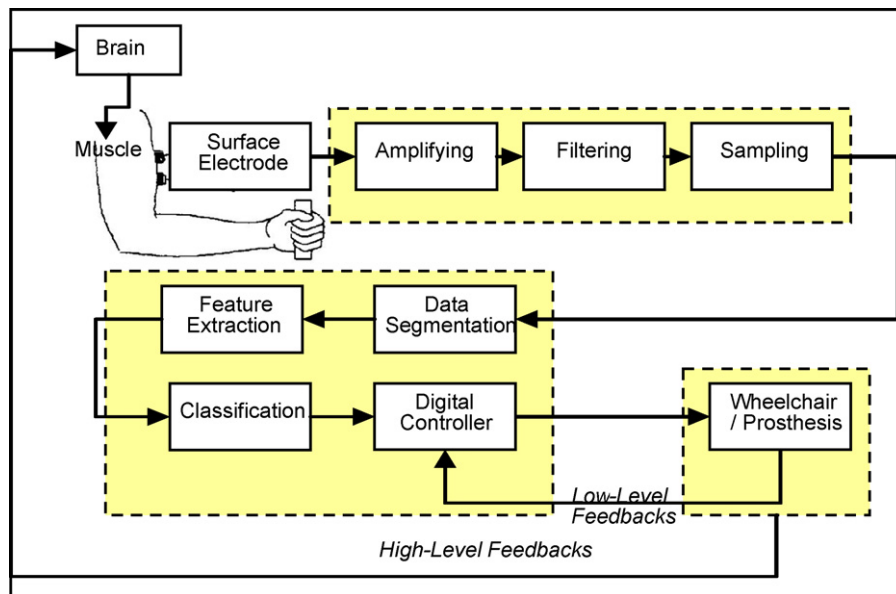 Brain
Muscle
Surface
Electrode
Amplifying
Filtering
Sampling
Feature
Extraction
Data
Segmentation
Classification
Digital
Controller
Wheelchair
/ Prosthesis
Low-Level
Feedbacks
High-Level Feedbacks